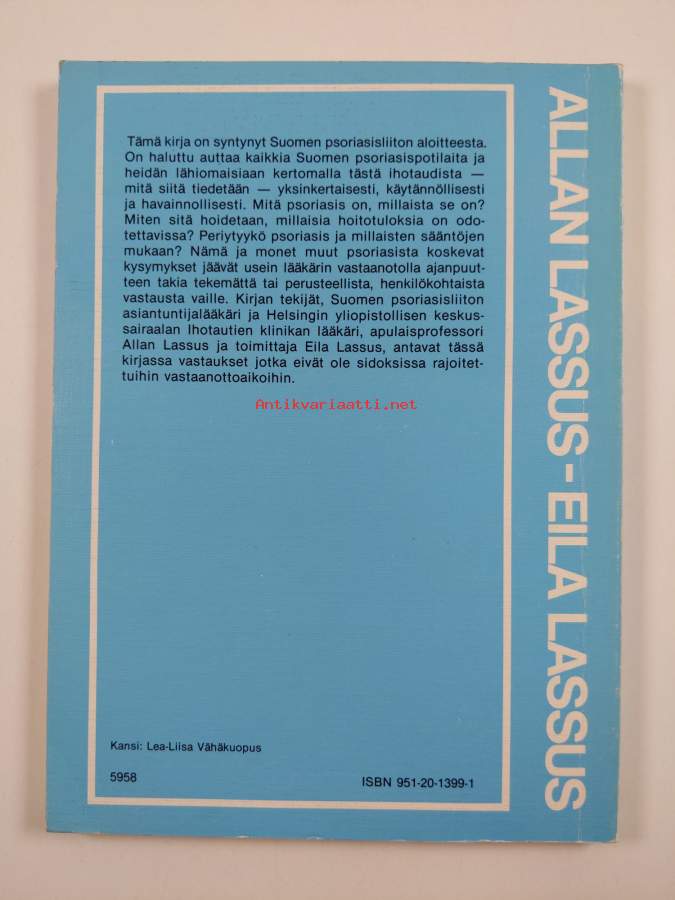 Tämä kirja on syntynyt Suomen psoriasisliiton aloitteesta.
On haluttu auttaa kaikkia Suomen psoriasispotilaita ja
heidän lähiomaisiaan kertomalla tästä ihotaudista —
mitä siitä tiedetään — yksinkertaisesti, käytännöllisesti
ja havainnollisesti. Mitä psoriasis on, millaista se on?
Miten sitä hoidetaan, millaisia hoitotuloksia on odo-
tettavissa? Periytyykö psoriasis ja millaisten sääntöjen
mukaan? Nämä ja monet muut psoriasista koskevat
kysymykset jäävät usein lääkärin vastaanotolla ajanpuut-
teen takia tekemättä tai perusteellista, henkilökohtaista
vastausta vaille. Kirjan tekijät, Suomen psoriasisliiton
asiantuntijalääkäri ja Helsingin yliopistollisen keskus-
sairaalan Ihotautien klinikan lääkäri, apulaisprofessori
Allan Lassus ja toimittaja Eila Lassus, antavat tässä
kirjassa vastaukset jotka eivät ole sidoksissa rajoitet-
tuihin vastaanottoaikoihin.
Antikvariaatti.net
Kansi: Lea-Liisa Vähäkuopus
5958
ISBN 951-20-1399-1
ALLAN LASSUS - EILA LASSUS